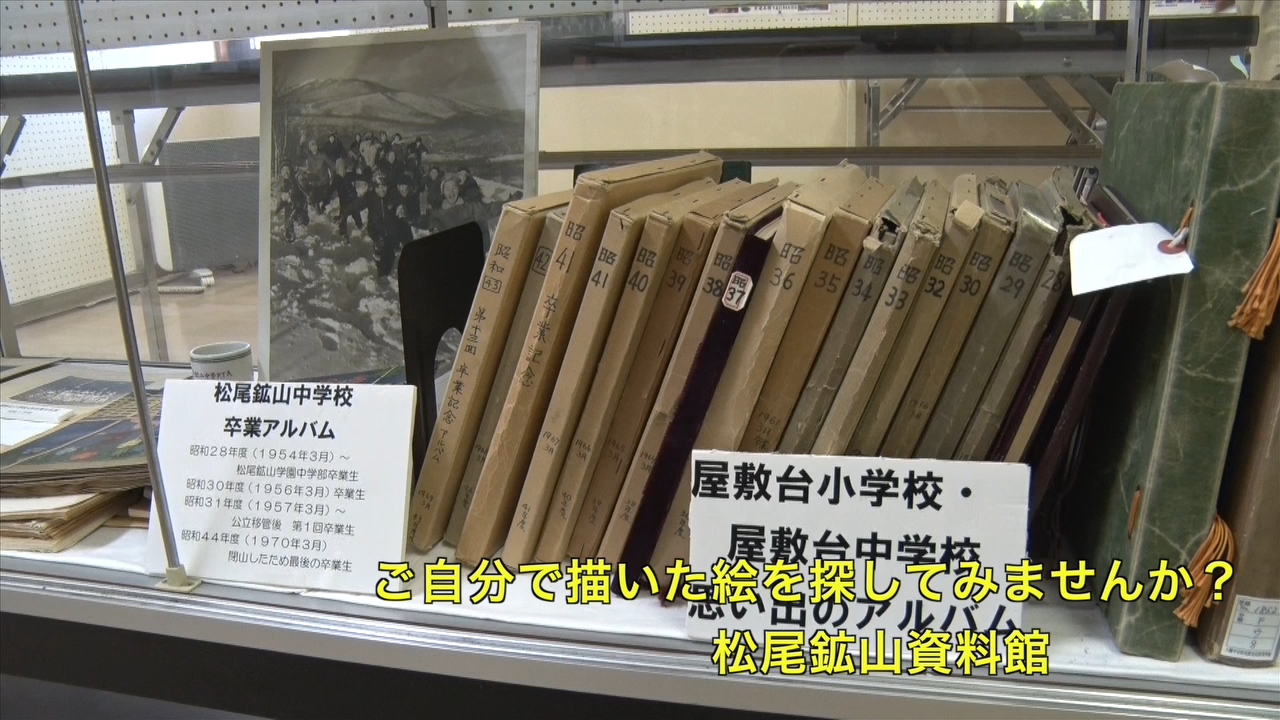 松尾鉱山中学校
卒業アルバム
昭和28年度（1954年3月）～
松尾鉱山学園中学部卒業生
昭和30年度（1956年3月）卒業生
昭和31年度（1957年3月）～
公立移管後　第1回卒業生
昭和44年度（1970年3月）
閉山したため最後の卒業生
昭和43 第十三回 卒業記念アルバム
42
昭41 卒業記念
昭41
昭40
昭39
昭38
昭37
昭36
昭35
昭34
昭33
昭32
昭30
昭29
28
屋敷台小学校・
屋敷台中学校
思い出のアルバム
ご自分で描いた絵を探してみませんか？
松尾鉱山資料館